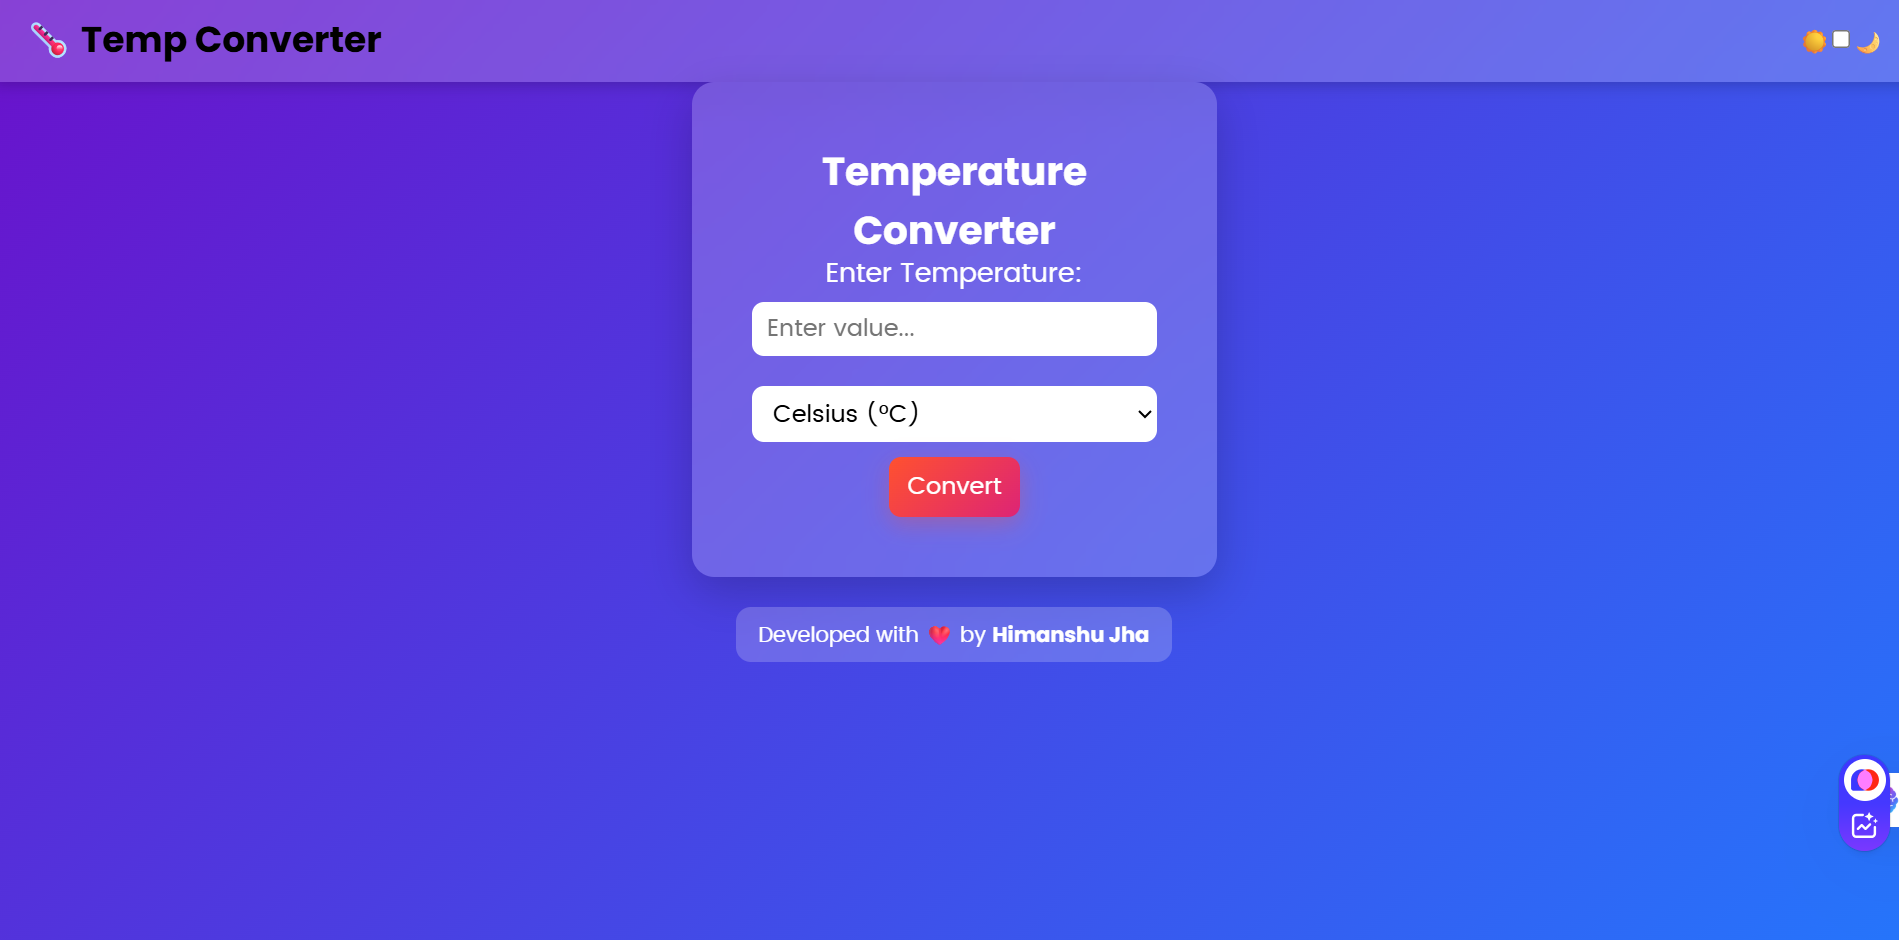 Temp Converter
Temperature
Converter
Enter Temperature:
Enter value...
Celsius (°C)
Convert
Developed with ❤️ by Himanshu Jha